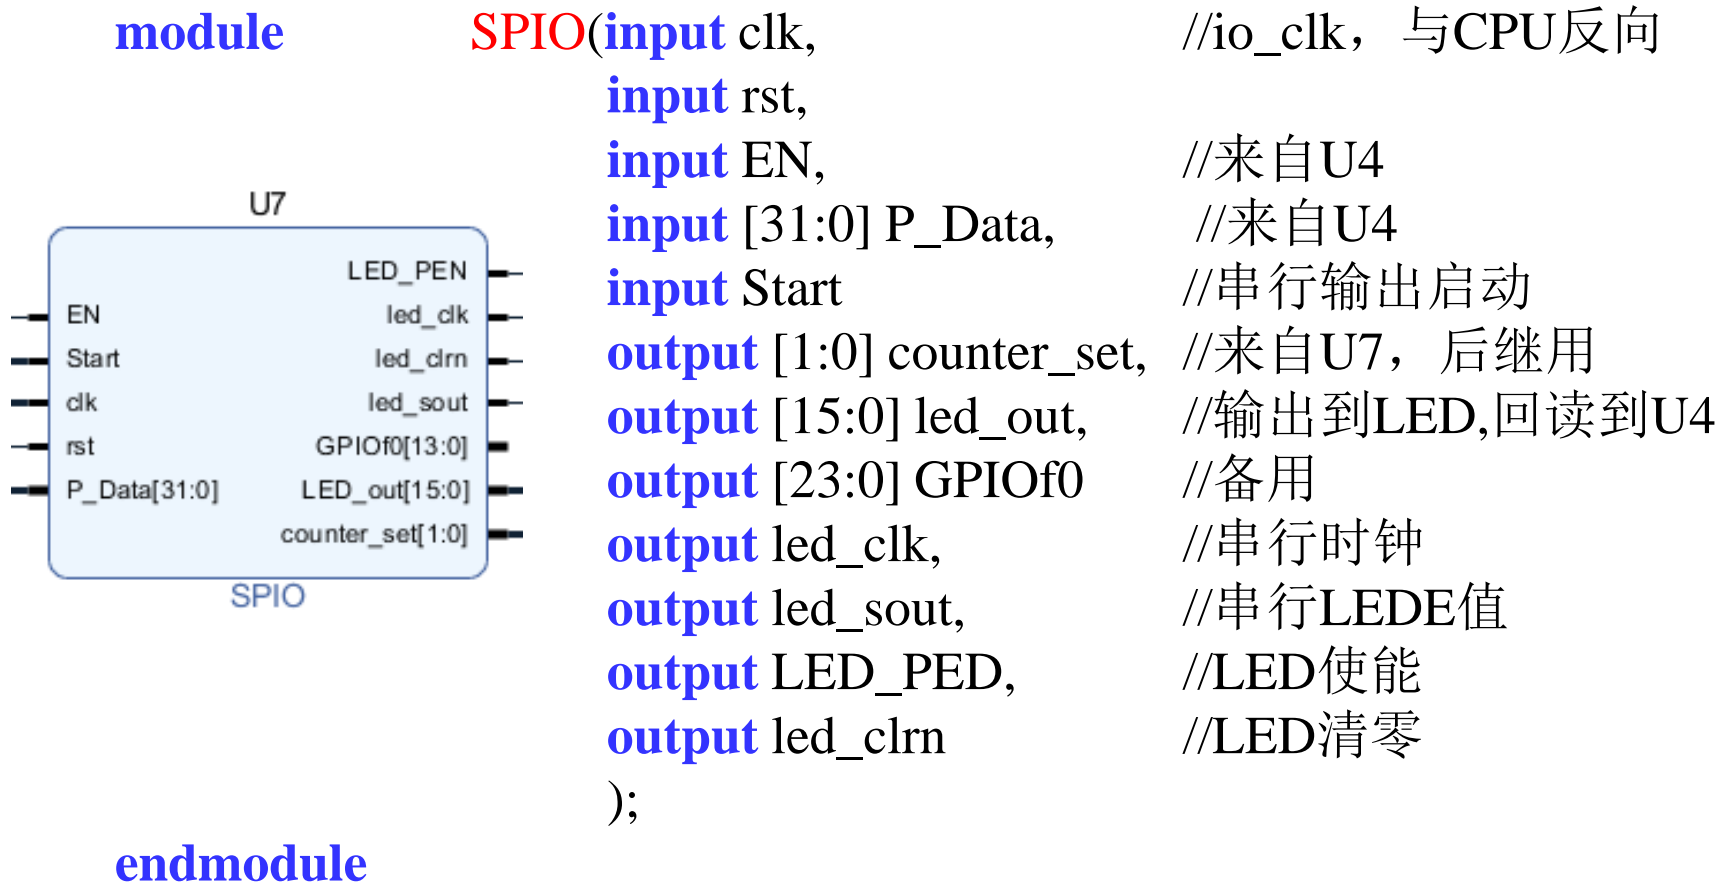 module SPIO(input clk, //io_clk，与CPU反向
input rst,
input EN, //来自U4
input [31:0] P_Data, //来自U4
input Start //串行输出启动
output [1:0] counter_set, //来自U7，后继用
output [15:0] led_out, //输出到LED,回读到U4
output [23:0] GPIOf0 //备用
output led_clk, //串行时钟
output led_sout, //串行LEDE值
output LED_PED, //LED使能
output led_clrn //LED清零
);
endmodule
U7
LED_PEN
EN led_clk
Start led_clrn
clk led_sout
rst GPIOf0[13:0]
P_Data[31:0] LED_out[15:0]
counter_set[1:0]
SPIO